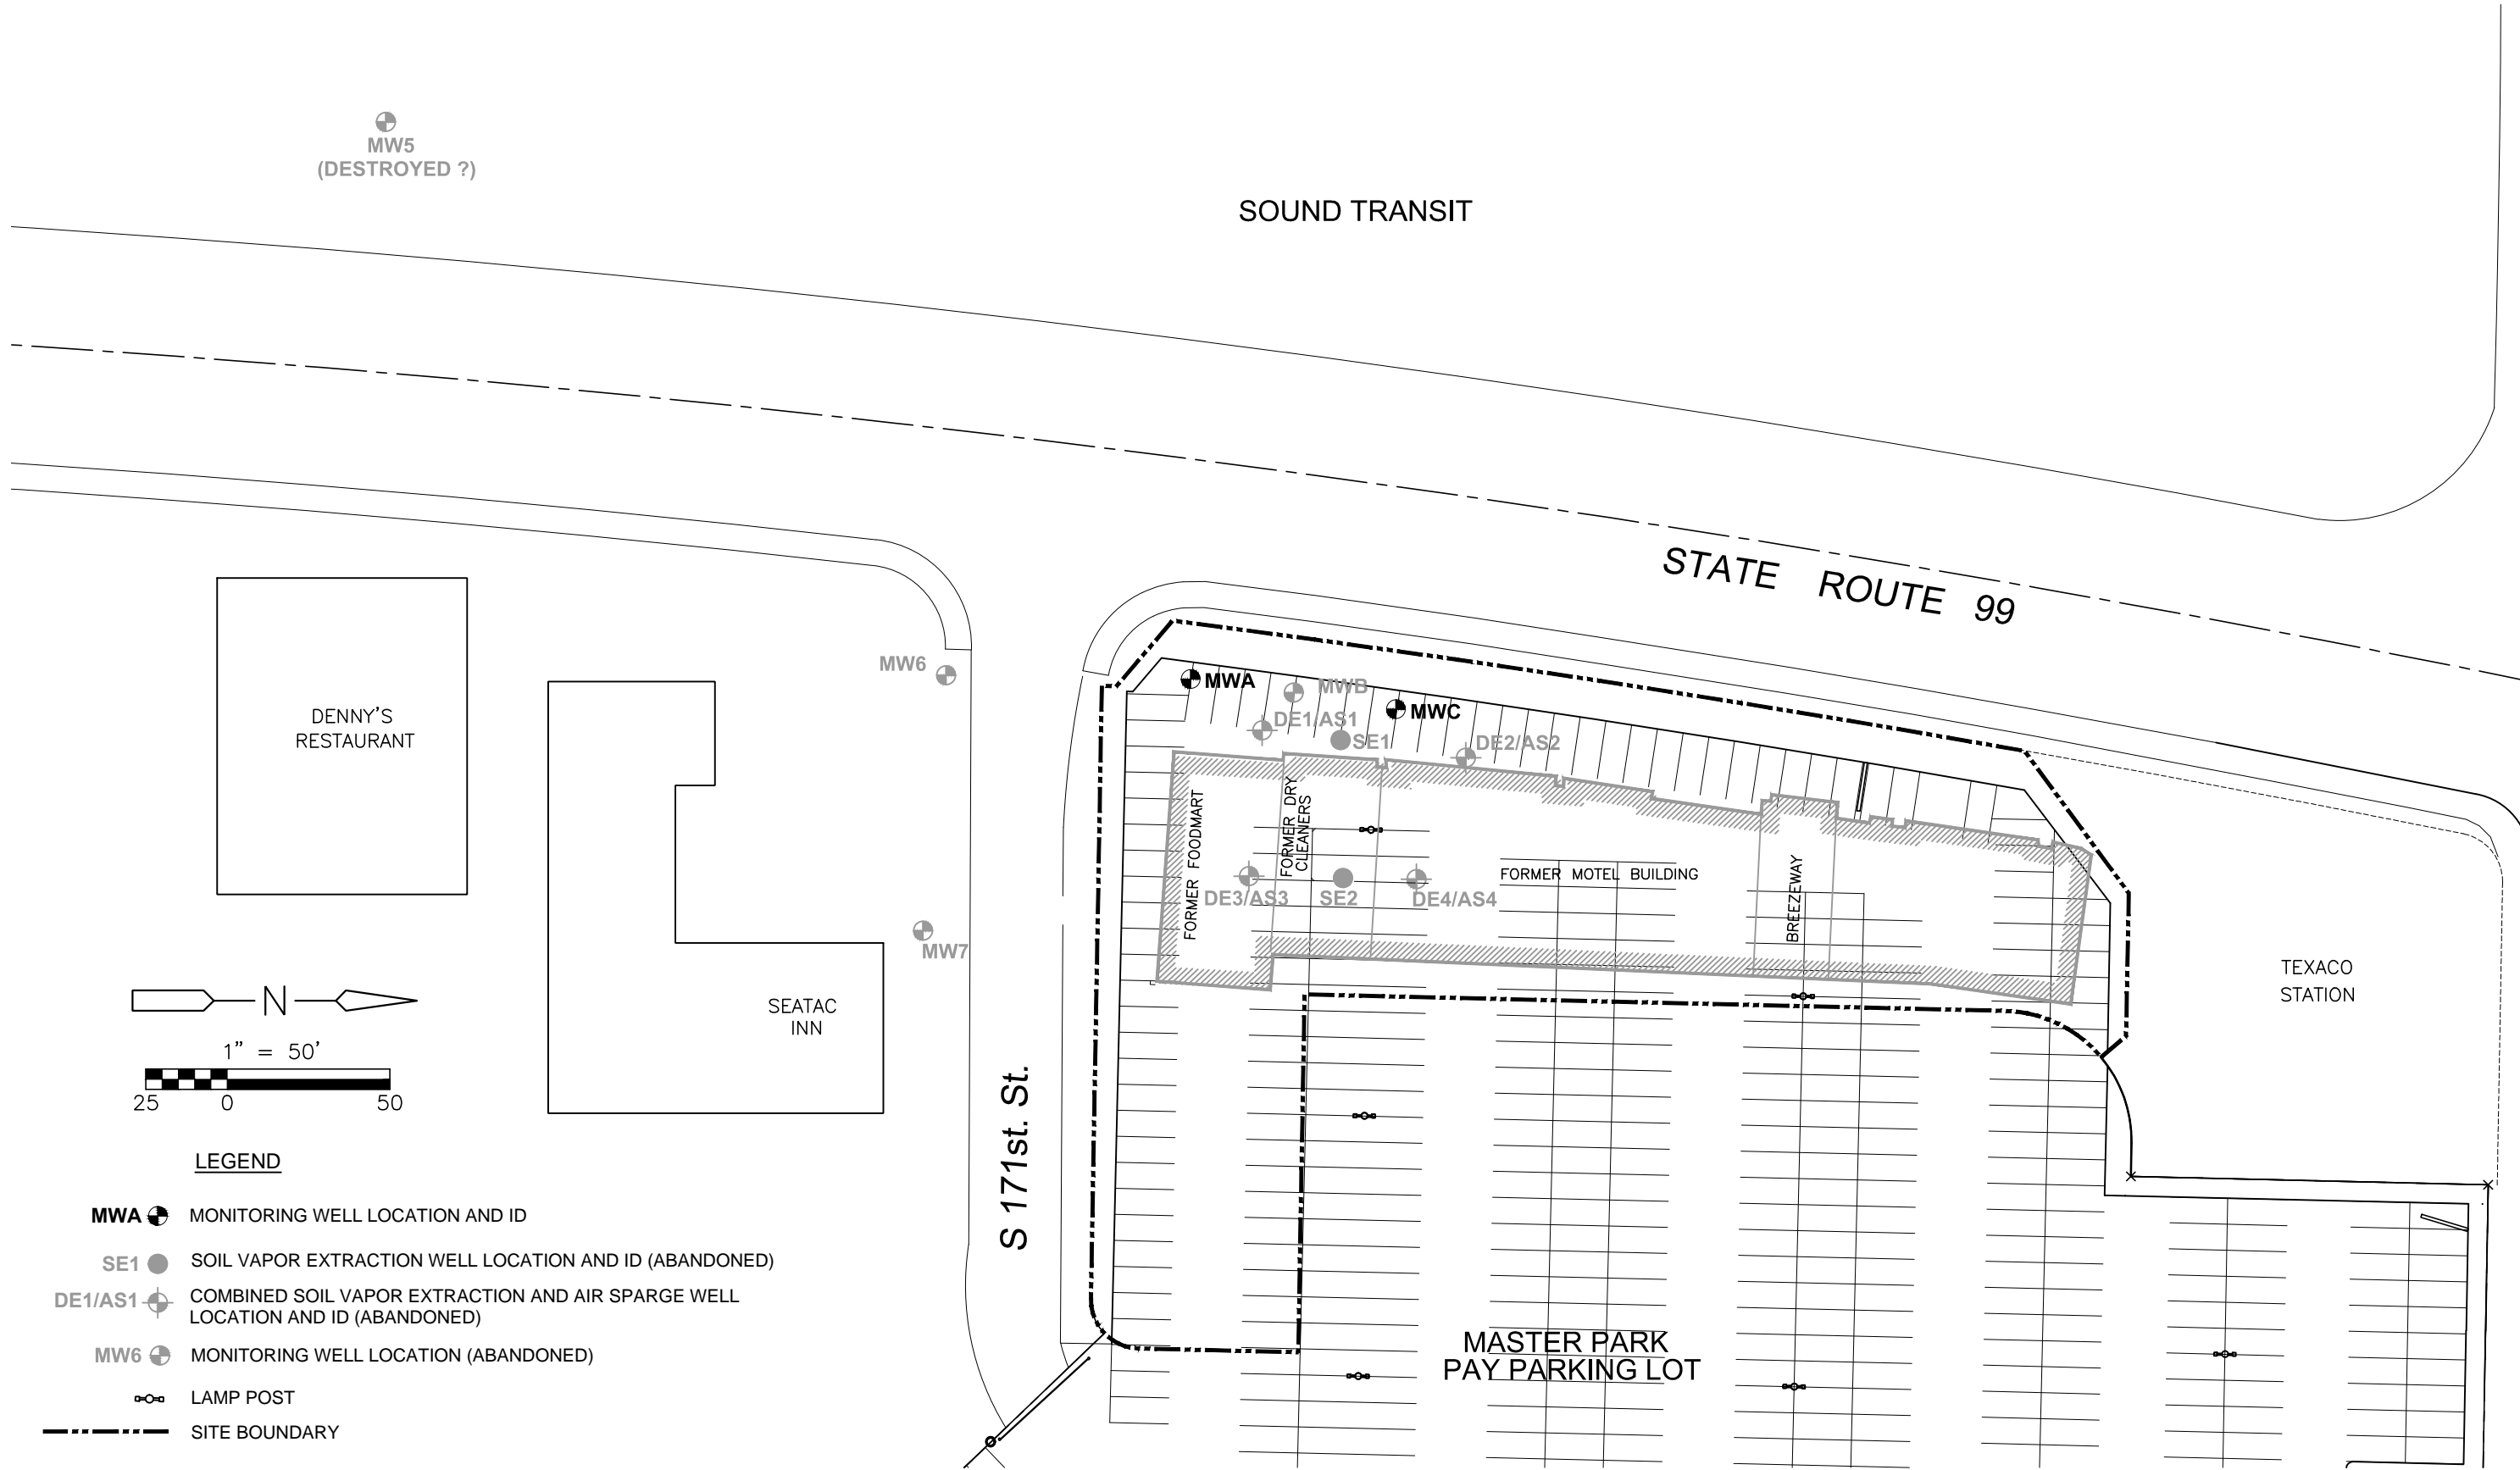 MW5
(DESTROYED ?)
SOUND TRANSIT
STATE ROUTE 99
MW6
MWA
MWB
MWC
DE1/AS1
SE1
DE2/AS2
DENNY'S
RESTAURANT
FORMER FOODMART
FORMER DRY
CLEANERS
FORMER MOTEL BUILDING
BREEZEWAY
DE3/AS3
SE2
DE4/AS4
MW7
TEXACO
STATION
SEATAC
INN
N
1" = 50'
25 0 50
S 171st. St.
LEGEND
MWA MONITORING WELL LOCATION AND ID
SE1 SOIL VAPOR EXTRACTION WELL LOCATION AND ID (ABANDONED)
DE1/AS1 COMBINED SOIL VAPOR EXTRACTION AND AIR SPARGE WELL
LOCATION AND ID (ABANDONED)
MW6 MONITORING WELL LOCATION (ABANDONED)
LAMP POST
SITE BOUNDARY
MASTER PARK
PAY PARKING LOT